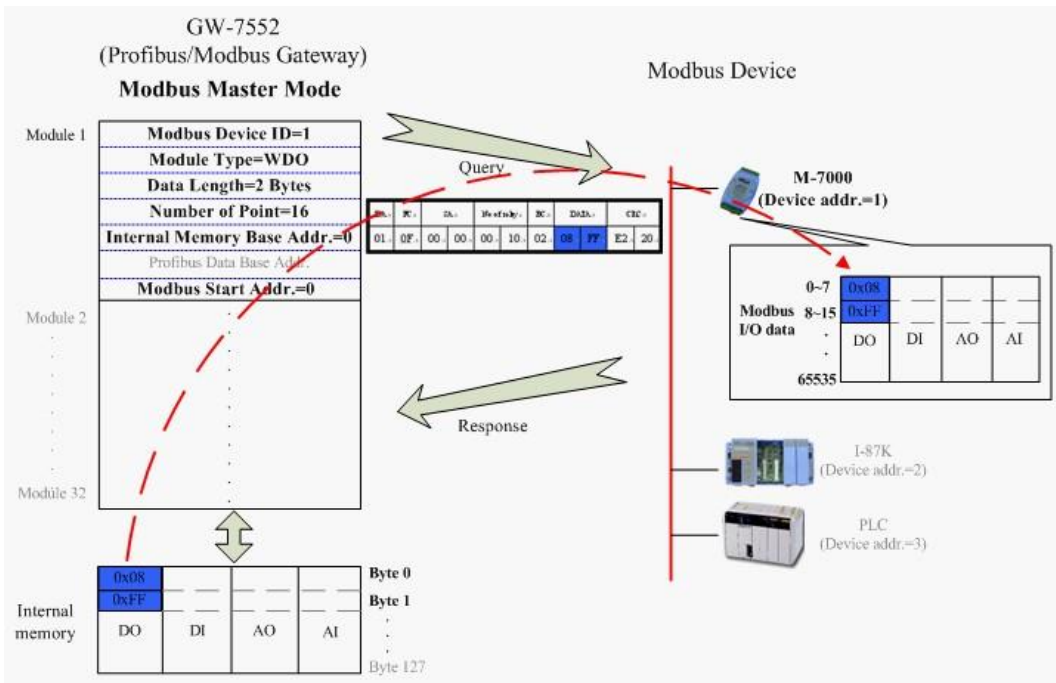 GW-7552
(Profibus/Modbus Gateway)
Modbus Master Mode
Modbus Device
Module 1
Modbus Device ID=1
Module Type=WDO
Data Length=2 Bytes
Number of Point=16
Internal Memory Base Addr.=0
Profibus Data Base Addr.
Modbus Start Addr.=0
Module 2
Module 32
Query
FC SA BC DATA CRC
01 0F 00 00 00 10 02 08 FF E2 20
M-7000
(Device addr.=1)
0~7 0x08
Modbus 8~15 0xFF
I/O data
DO DI AO AI
65535
Response
I-87K
(Device addr.=2)
PLC
(Device addr.=3)
0x08 Byte 0
0xFF Byte 1
Internal
memory
DO DI AO AI
Byte 127